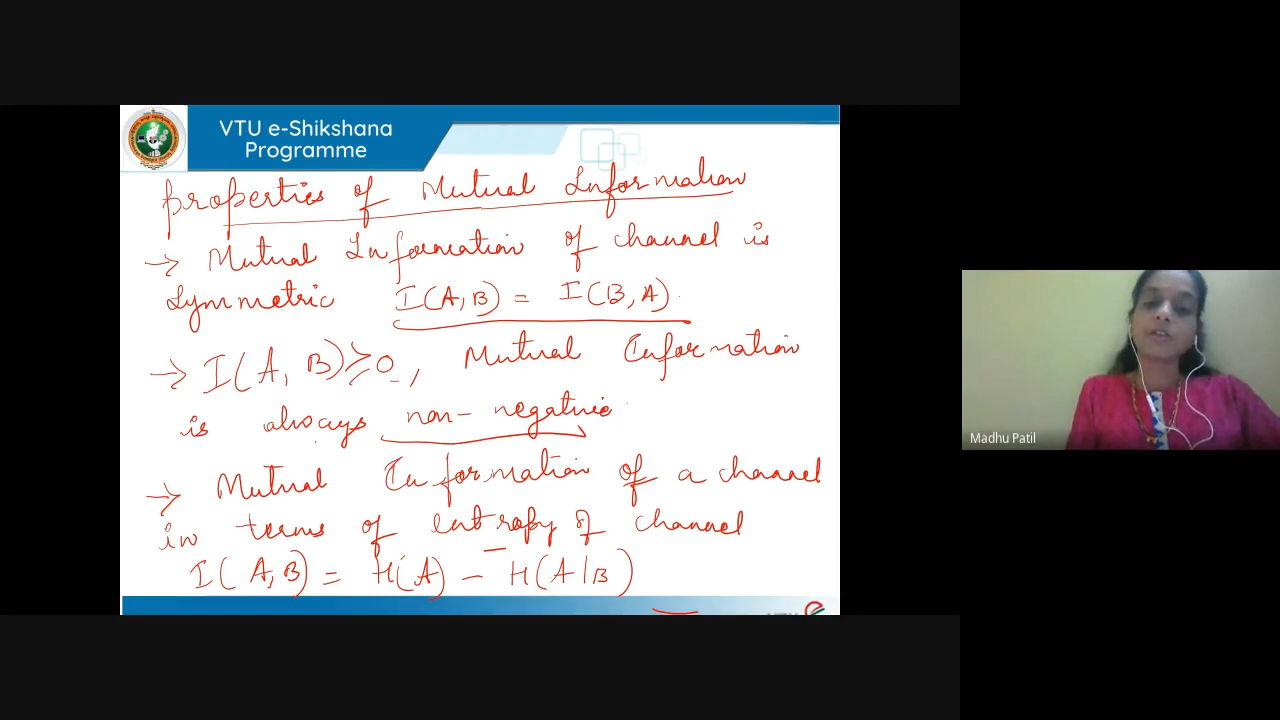 VTU e-Shikshana
Programme
Properties of Mutual Information
→ Mutual Information of channel is
Symmetric I(A,B) = I(B,A).
→ I(A, B) ≥ 0, Mutual Information
is always non-negative
→ Mutual Information of a channel
in terms of entropy of channel
I(A,B) = H(A) - H(A|B)
Madhu Patil